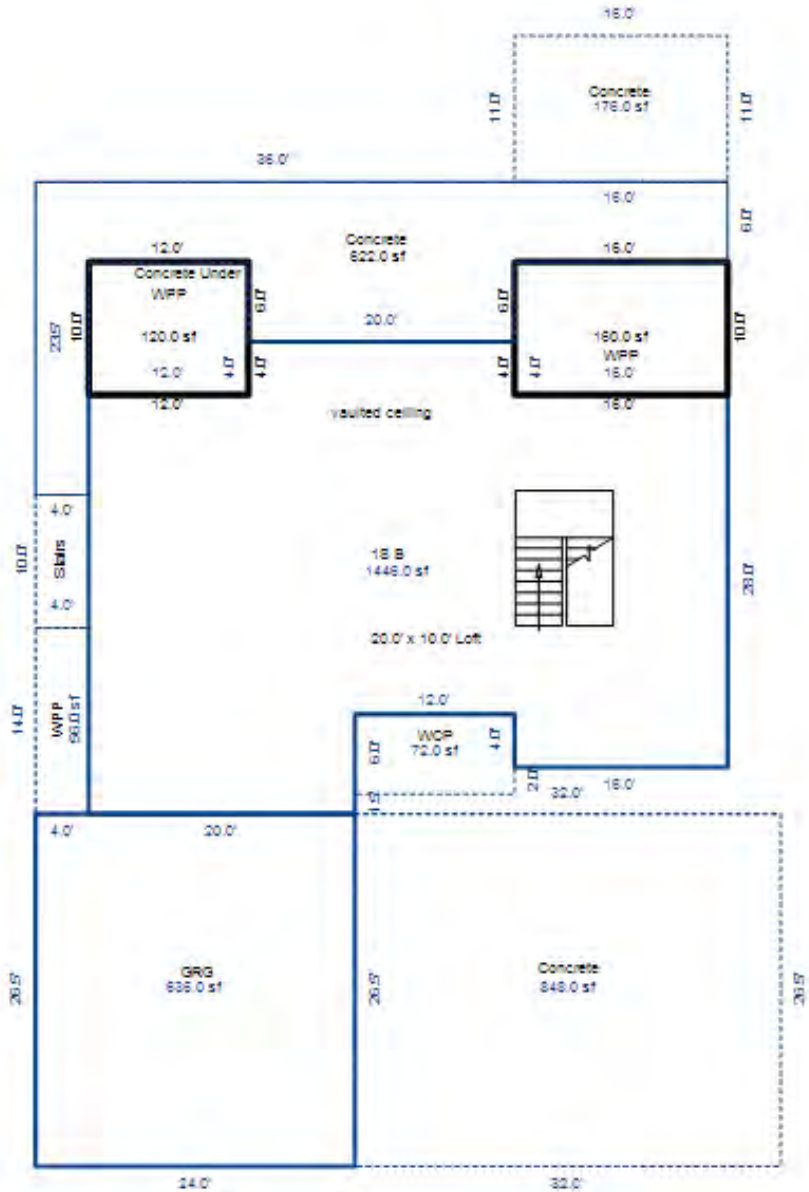 16.0'
11.0'
Concrete
176.0 sf
11.0'
36.0'
16.0'
6.0'
12.0'
Concrete
622.0 sf
16.0'
Concrete Under
WPP
6.0'
6.0'
23.5'
10.0'
120.0 sf
20.0'
160.0 sf
WPP
10.0'
12.0'
4.0'
4.0'
4.0'
4.0'
16.0'
12.0'
16.0'
vaulted ceiling
4.0'
10.0'
Stairs
1S B
1446.0 sf
28.0'
4.0'
20.0' x 10.0' Loft
12.0'
14.0'
WPP
56.0 sf
6.0'
WOP
72.0 sf
4.0'
2.0'
32.0'
16.0'
4.0'
20.0'
26.5'
GRG
636.0 sf
26.5'
Concrete
848.0 sf
26.5'
24.0'
32.0'